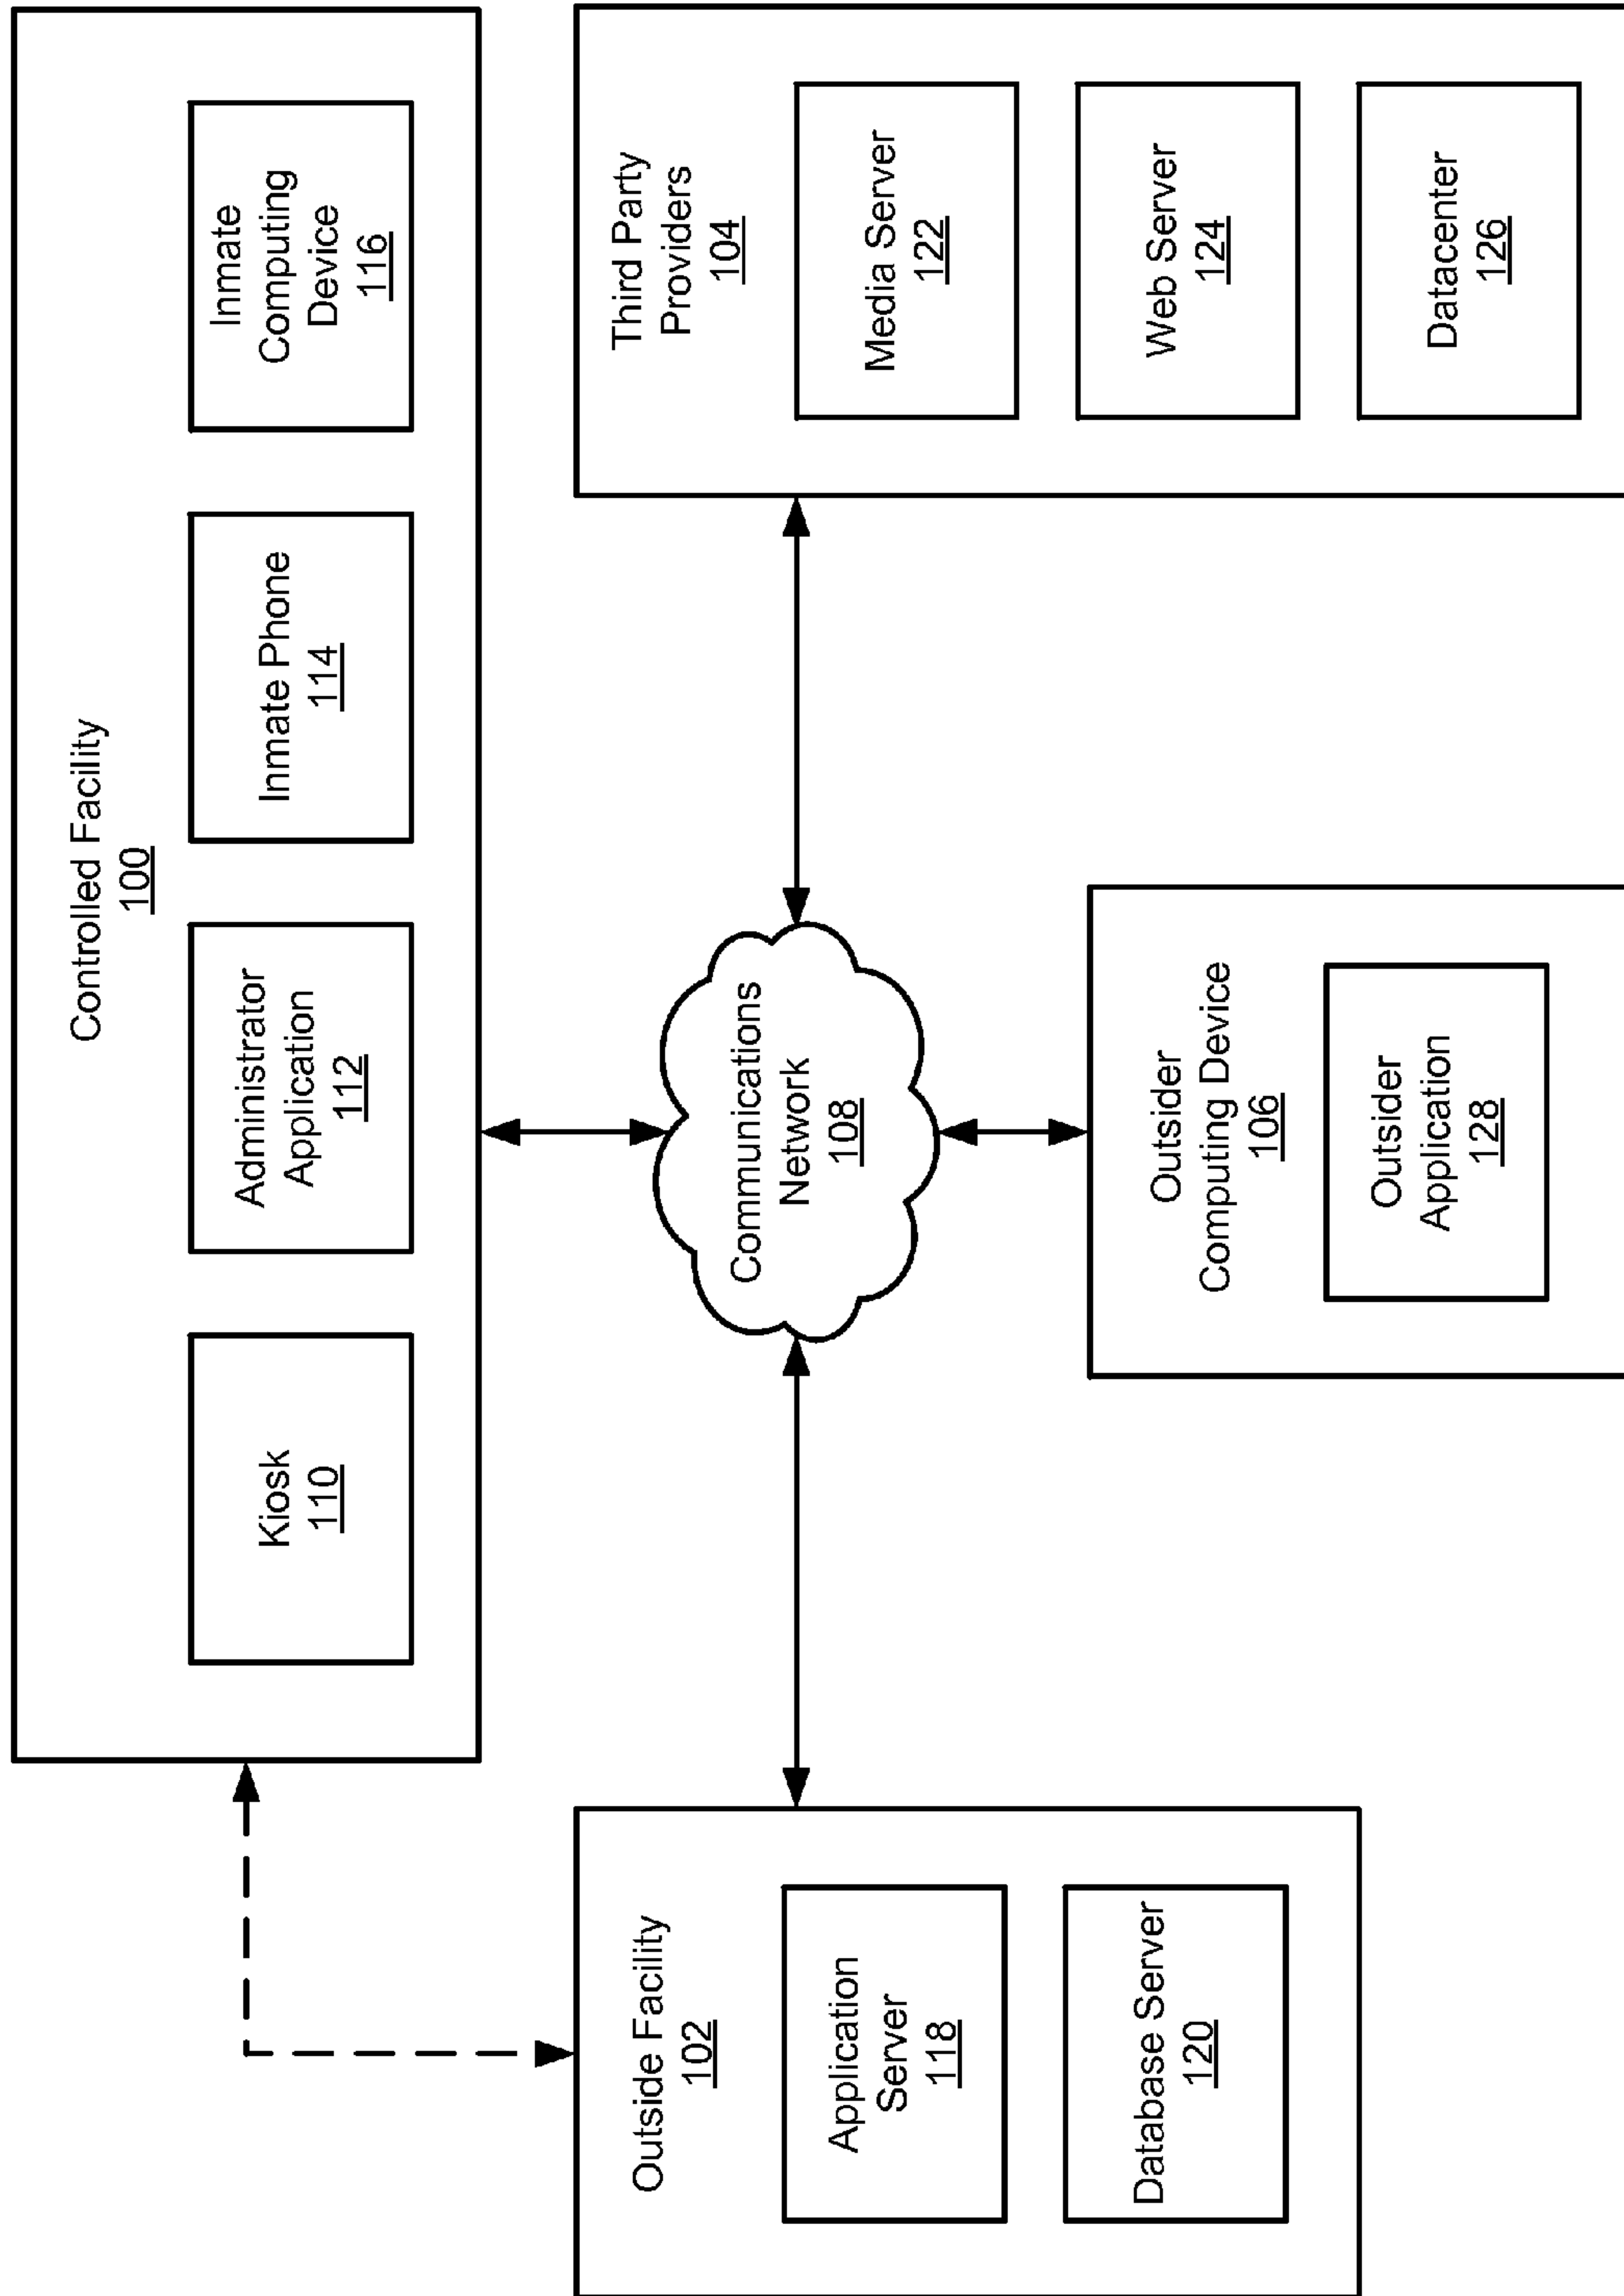 Controlled Facility
100
Kiosk
110
Administrator
Application
112
Inmate Phone
114
Inmate
Computing
Device
116
Communications
Network
108
Outside Facility
102
Application
Server
118
Database Server
120
Outsider
Computing Device
106
Outsider
Application
128
Third Party
Providers
104
Media Server
122
Web Server
124
Datacenter
126